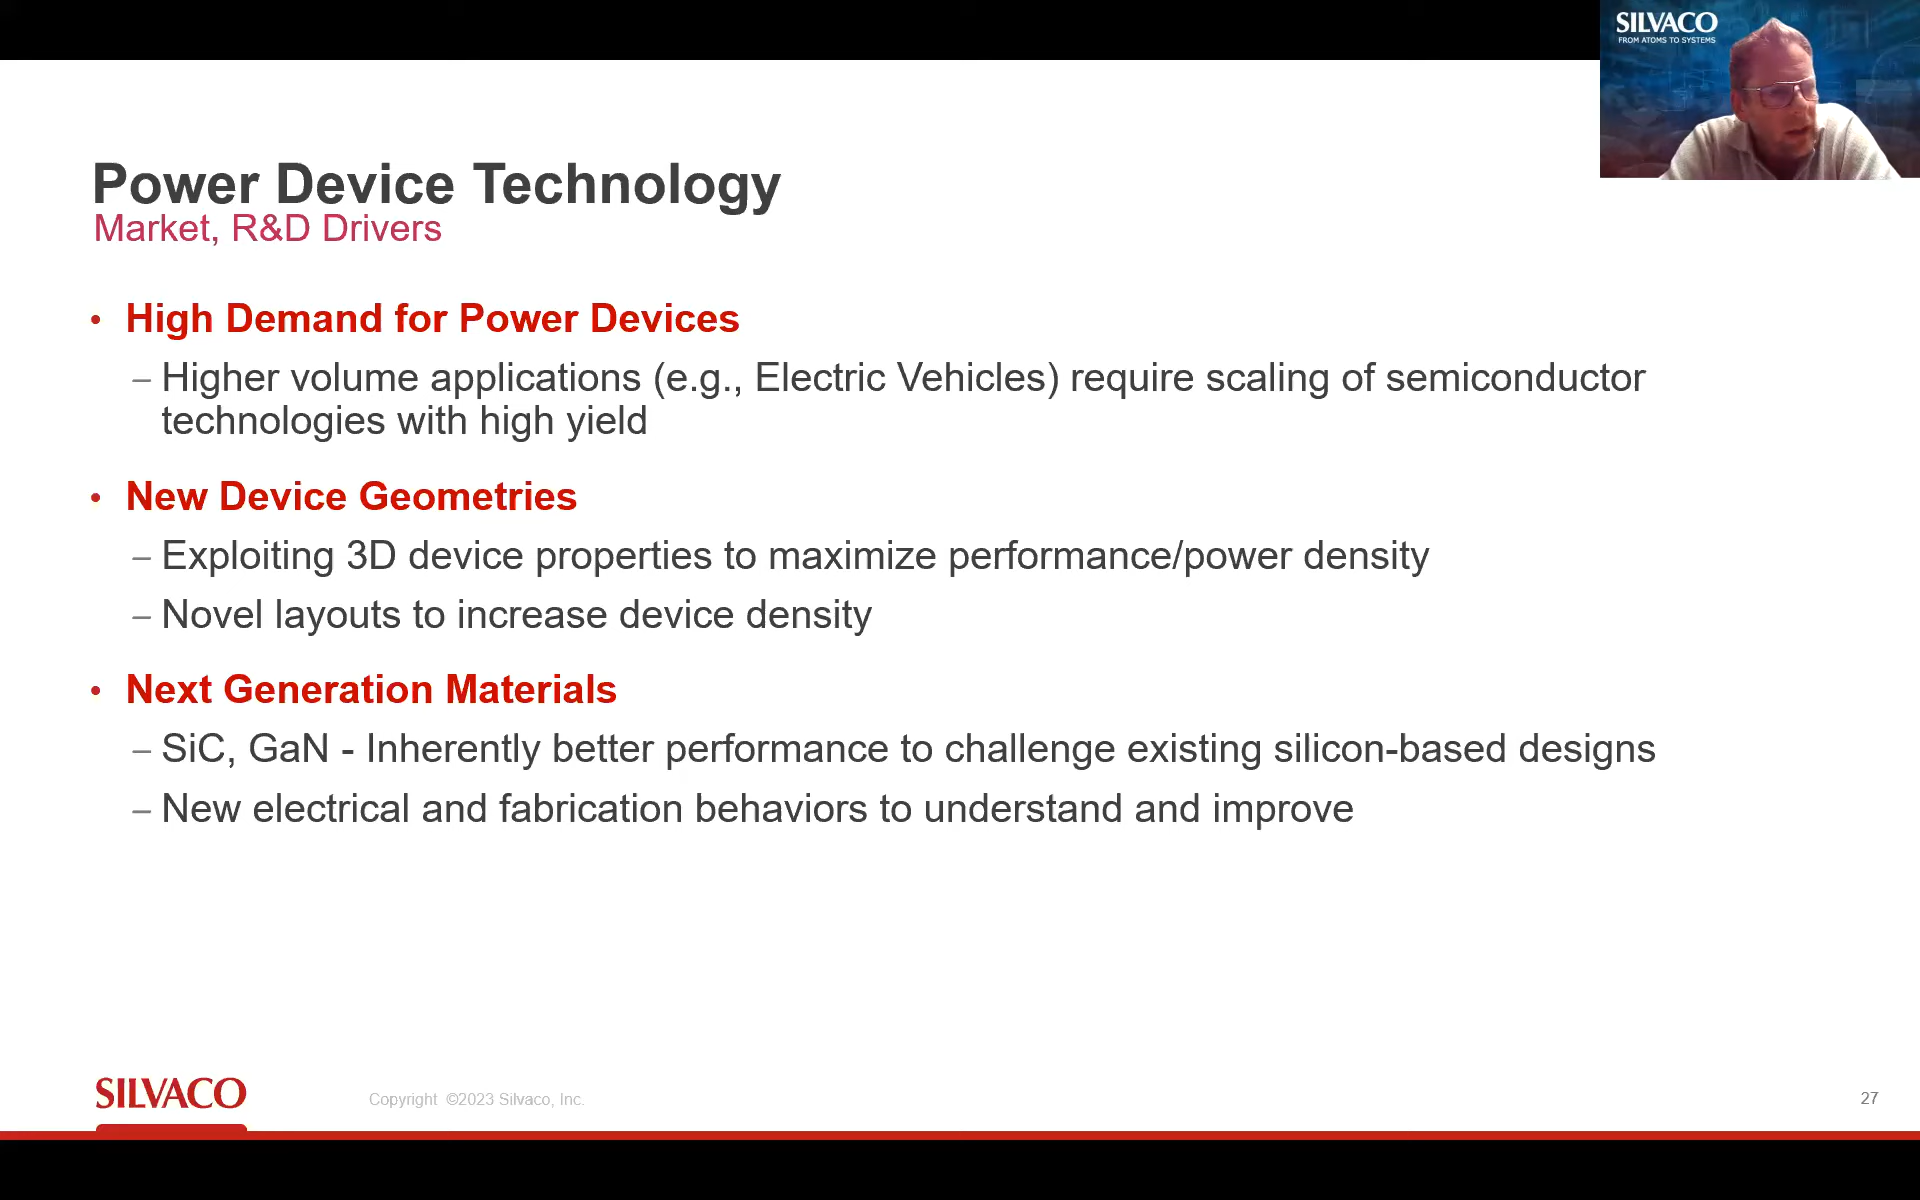 SILVACO
FROM ATOMS TO SYSTEMS
Power Device Technology
Market, R&D Drivers
• High Demand for Power Devices
– Higher volume applications (e.g., Electric Vehicles) require scaling of semiconductor
technologies with high yield
• New Device Geometries
– Exploiting 3D device properties to maximize performance/power density
– Novel layouts to increase device density
• Next Generation Materials
– SiC, GaN - Inherently better performance to challenge existing silicon-based designs
– New electrical and fabrication behaviors to understand and improve
SILVACO
Copyright ©2023 Silvaco, Inc.
27